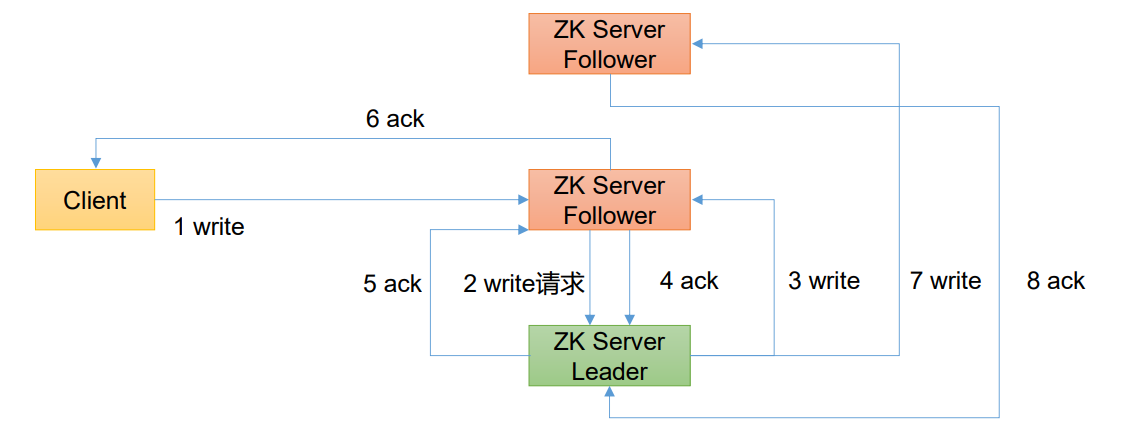 ZK Server
Follower
6 ack
Client
1 write
ZK Server
Follower
5 ack
2 write请求
4 ack
3 write
7 write
8 ack
ZK Server
Leader